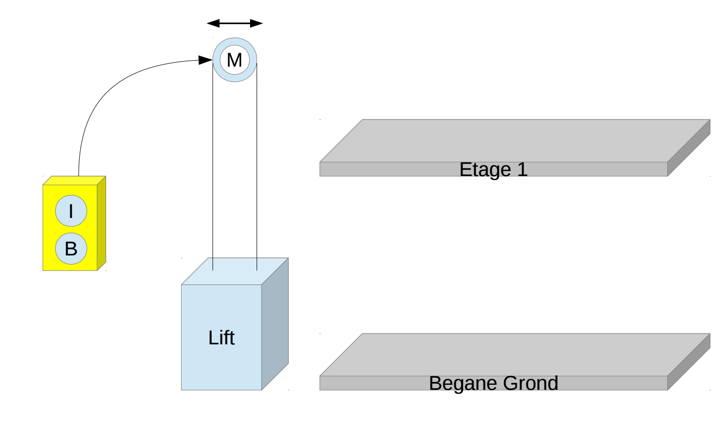 M
Etage 1
I
B
Lift
Begane Grond